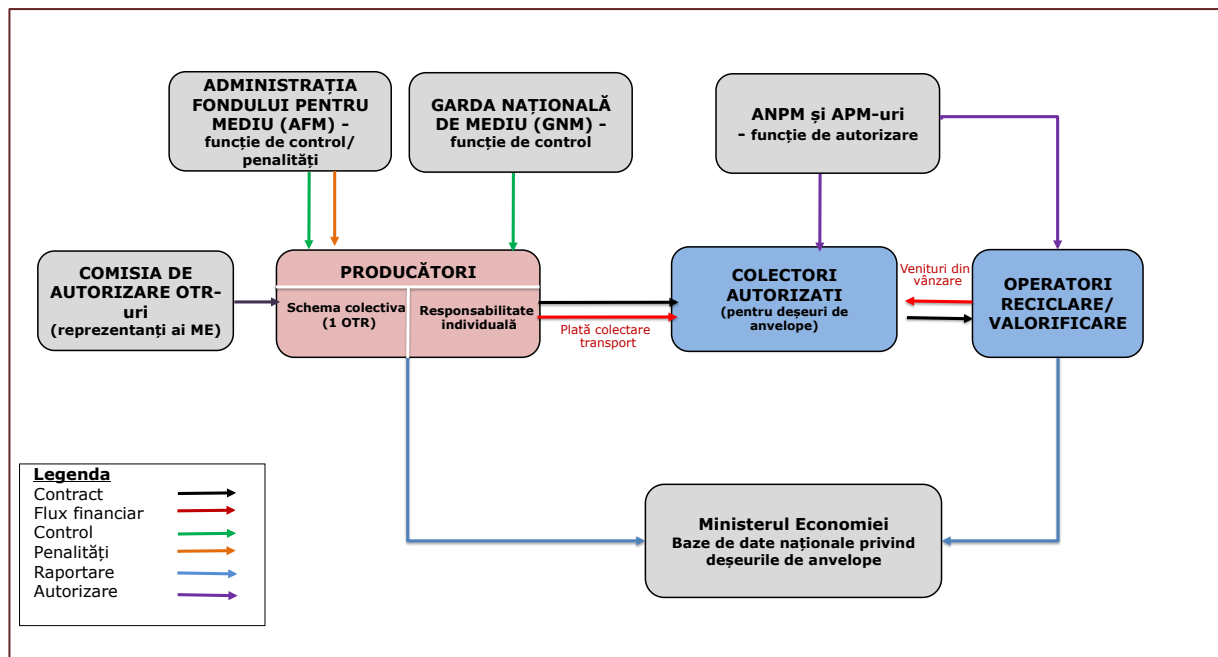 ADMINISTRAȚIA
FONDULUI PENTRU
MEDIU (AFM) –
funcție de control/
penalități
GARDA NAȚIONALĂ
DE MEDIU (GNM) –
funcție de control
ANPM și APM-uri
– funcție de autorizare
COMISIA DE
AUTORIZARE OTR-
uri
(reprezentanți ai ME)
PRODUCĂTORI
Schema colectiva
(1 OTR)
Responsabilitate
individuală
Plată colectare
transport
COLECTORI
AUTORIZATI
(pentru deșeuri de
anvelope)
Venituri din
vânzare
OPERATORI
RECICLARE/
VALORIFICARE
Legenda
Contract
Flux financiar
Control
Penalități
Raportare
Autorizare
Ministerul Economiei
Baze de date naționale privind
deșeurile de anvelope